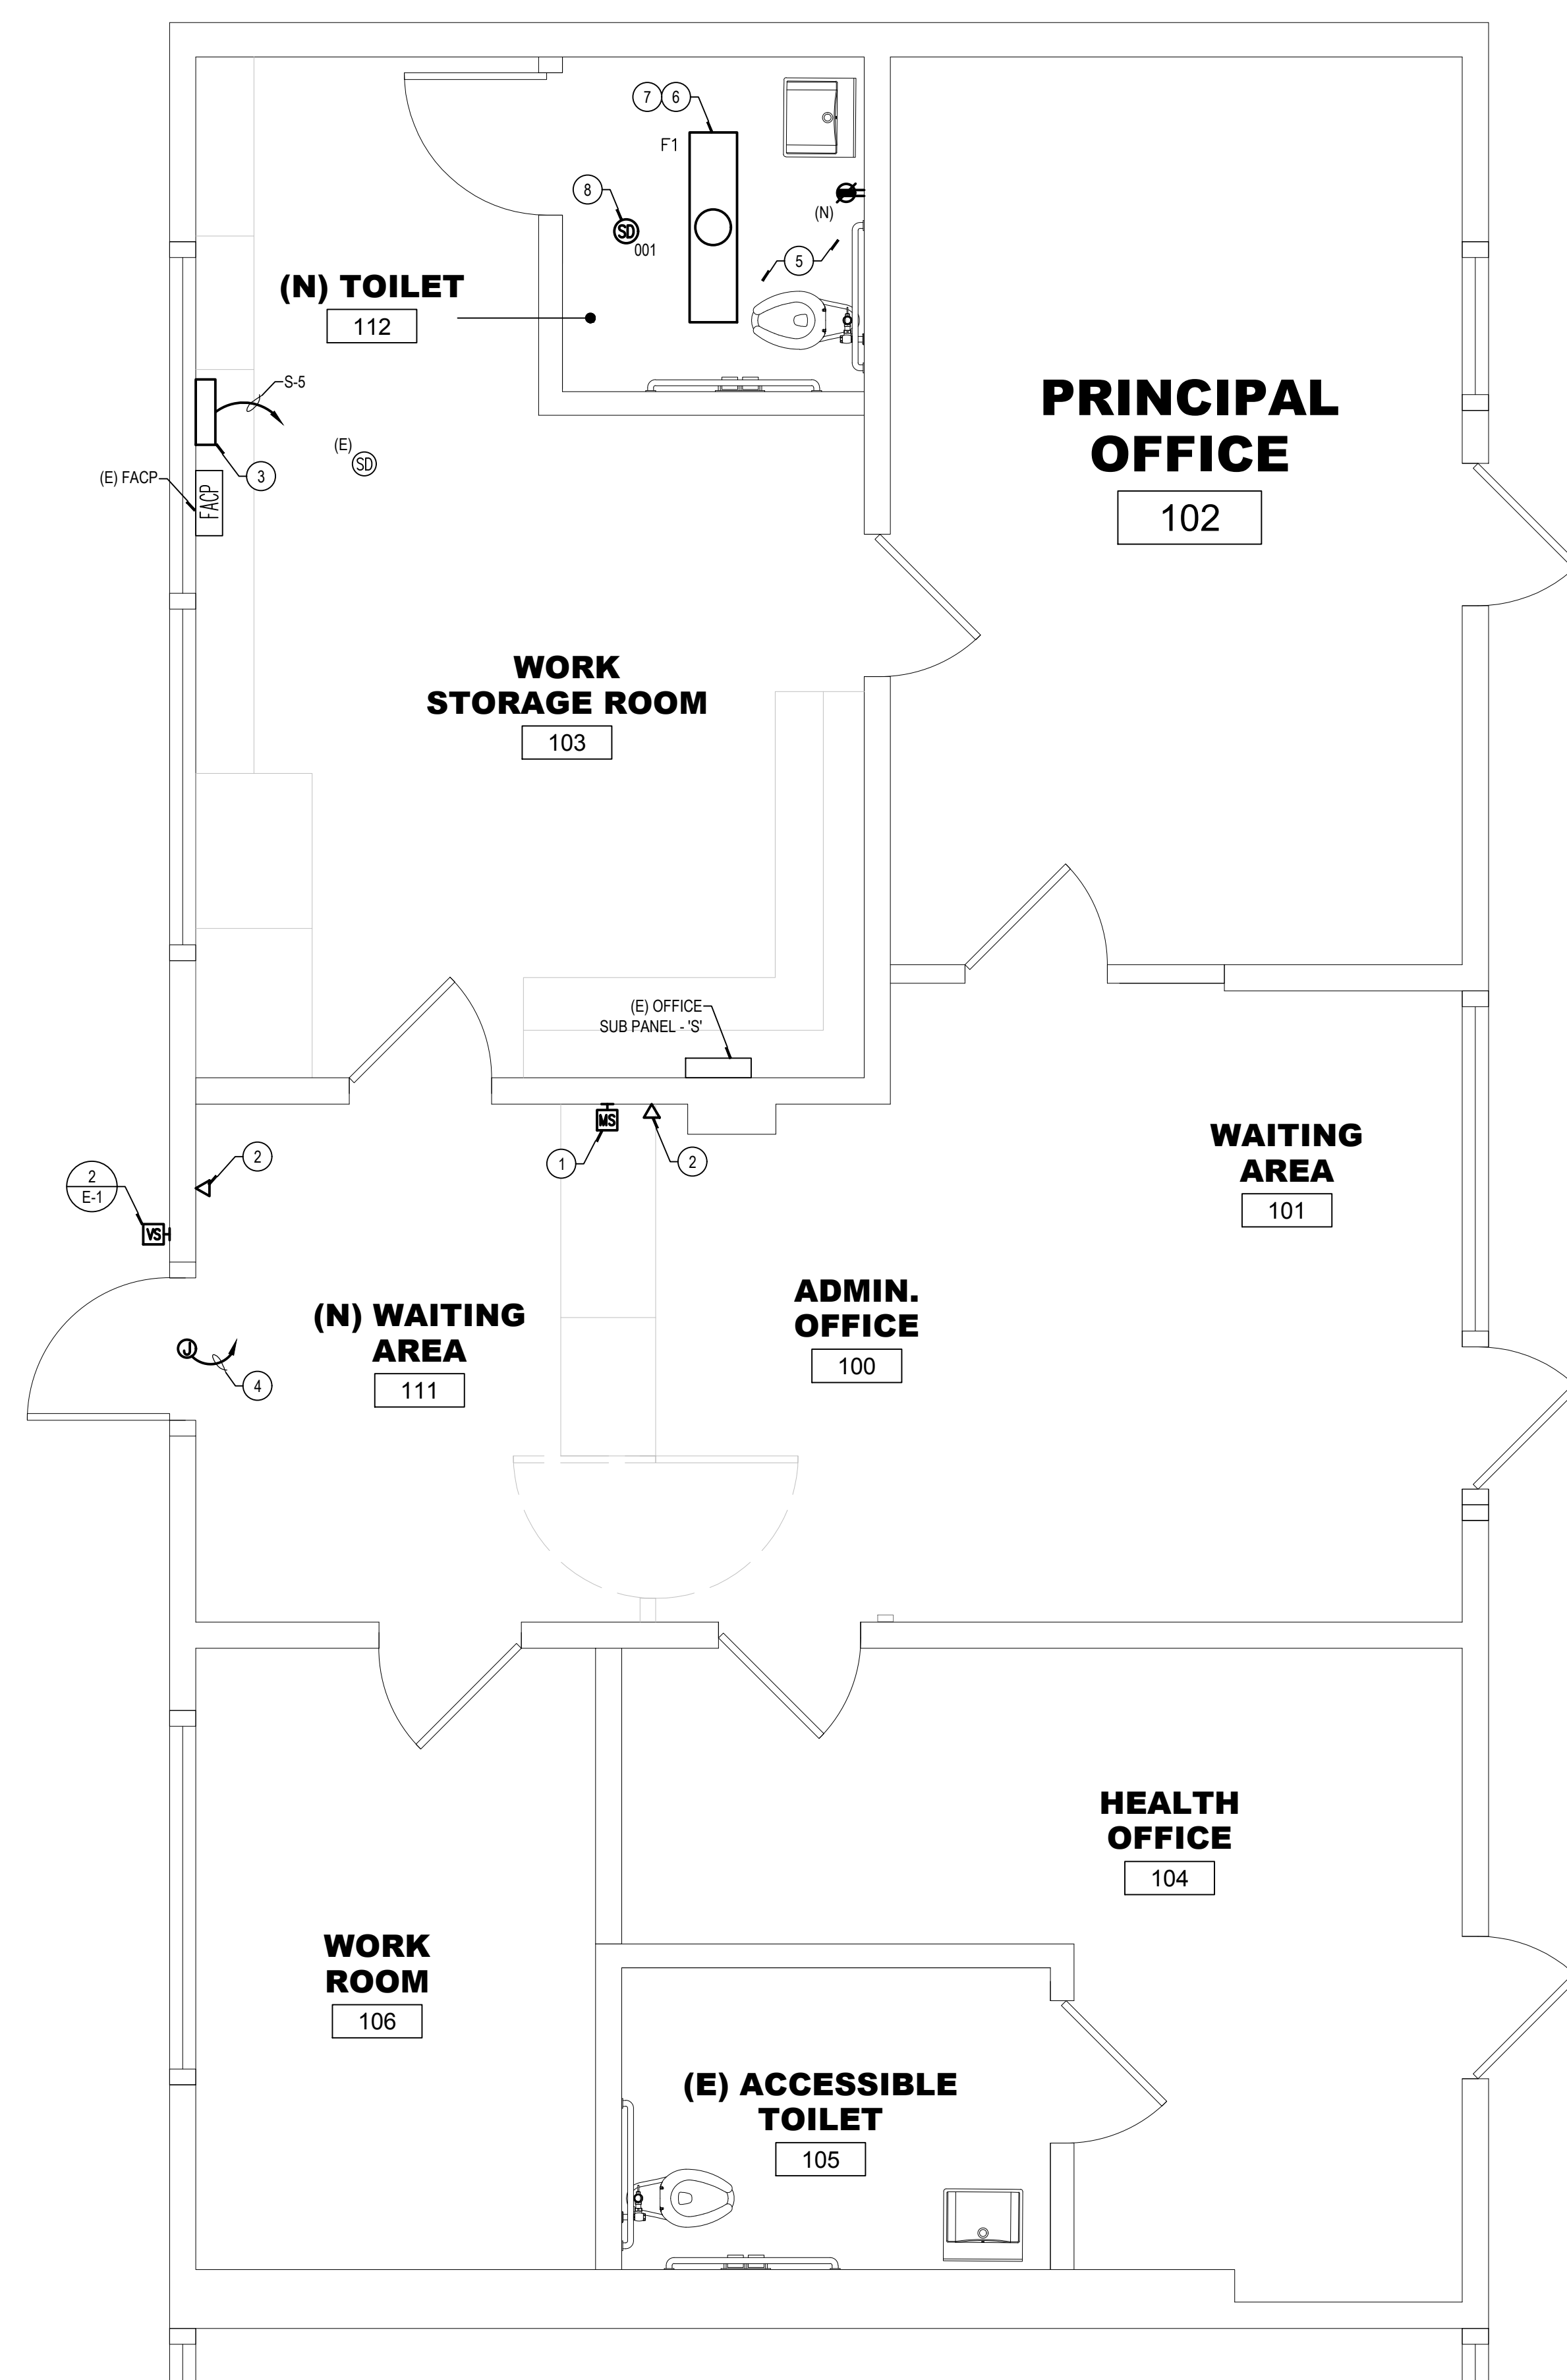 7
6
F1
8
SD
001
(N)
5
(N) TOILET
112
S-5
(E)
SD
3
(E) FACP
FACP
PRINCIPAL
OFFICE
102
WORK
STORAGE ROOM
103
(E) OFFICE
SUB PANEL - 'S'
MS
1
2
2
2
E-1
VS
WAITING
AREA
101
J
4
(N) WAITING
AREA
111
ADMIN.
OFFICE
100
HEALTH
OFFICE
104
WORK
ROOM
106
(E) ACCESSIBLE
TOILET
105